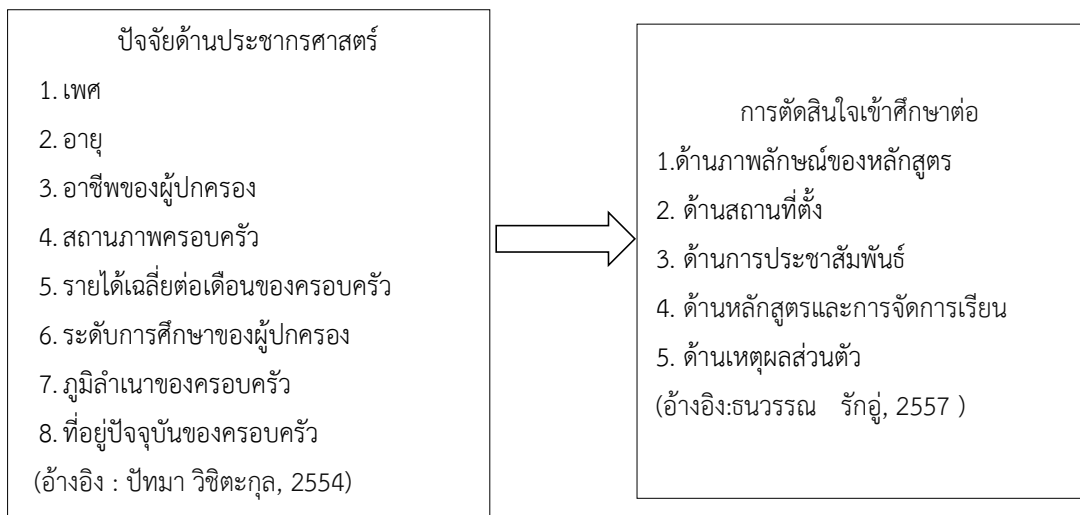 ปัจจัยด้านประชากรศาสตร์
1. เพศ
2. อายุ
3. อาชีพของผู้ปกครอง
4. สถานภาพครอบครัว
5. รายได้เฉลี่ยต่อเดือนของครอบครัว
6. ระดับการศึกษาของผู้ปกครอง
7. ภูมิลำเนาของครอบครัว
8. ที่อยู่ปัจจุบันของครอบครัว
(อ้างอิง : ปัทมา วิชิตะกุล, 2554)
การตัดสินใจเข้าศึกษาต่อ
1.ด้านภาพลักษณ์ของหลักสูตร
2. ด้านสถานที่ตั้ง
3. ด้านการประชาสัมพันธ์
4. ด้านหลักสูตรและการจัดการเรียน
5. ด้านเหตุผลส่วนตัว
(อ้างอิง:ธนวรรณ รักอู่, 2557 )